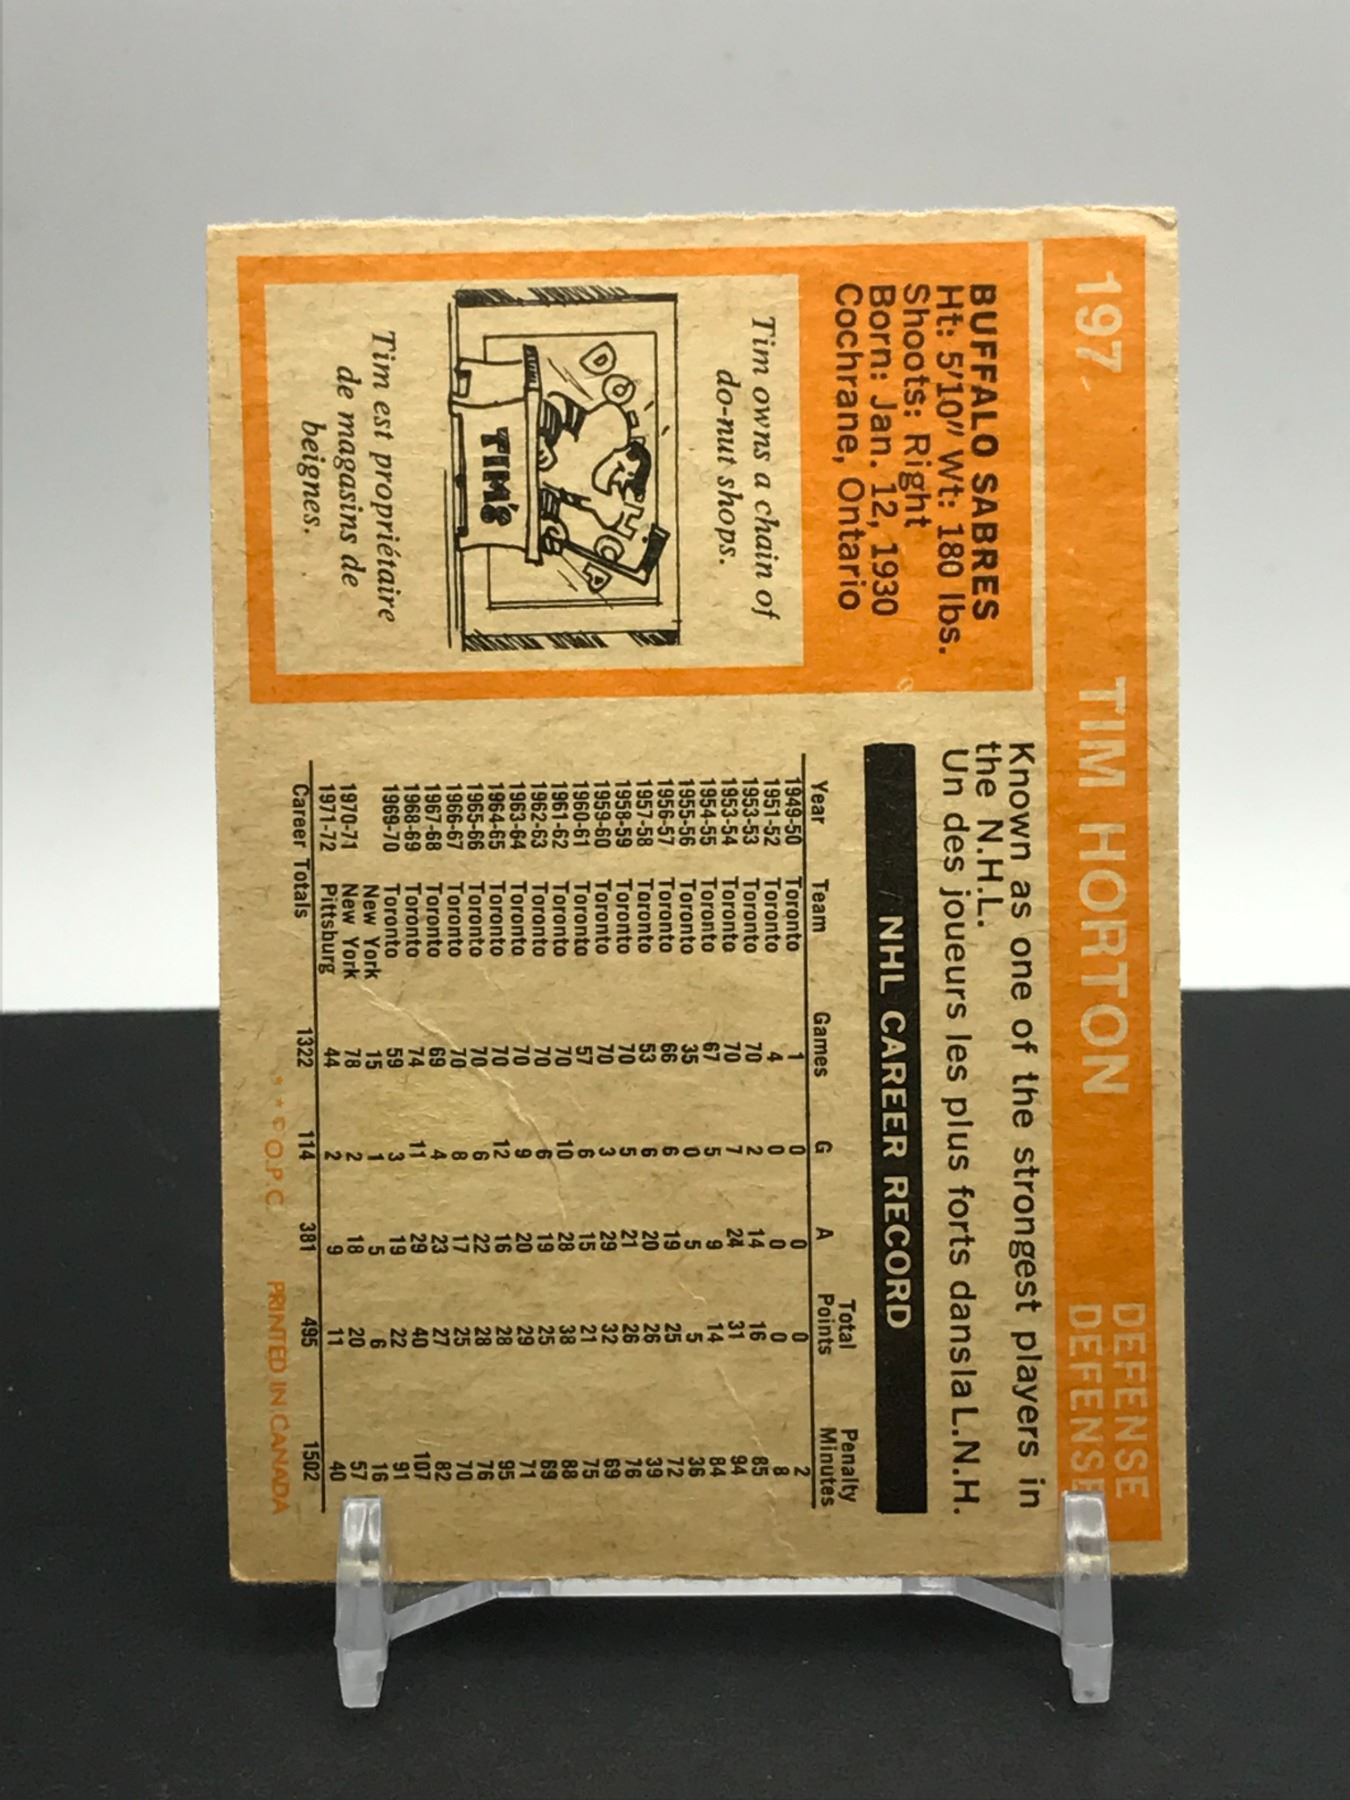 197 TIM HORTON DEFENSE
DEFENSE
BUFFALO SABRES
Ht: 5'10" Wt: 180 lbs.
Shoots: Right
Born: Jan. 12, 1930
Cochrane, Ontario
Tim owns a chain of
do-nut shops.
TIM'S
Tim est propriétaire
de magasins de
beignes.
Known as one of the strongest players in
the N.H.L.
Un des joueurs les plus forts dans la L.N.H.
NHL CAREER RECORD
Year Team Games G A Total Points Penalty Minutes
1949-50 Toronto 1 0 0 0 2
1951-52 Toronto 4 0 0 0 8
1953-53 Toronto 70 2 14 16 85
1953-54 Toronto 70 7 24 31 94
1954-55 Toronto 67 5 9 14 84
1955-56 Toronto 35 0 5 5 36
1956-57 Toronto 66 6 19 25 72
1957-58 Toronto 53 6 20 26 39
1958-59 Toronto 70 5 21 26 76
1959-60 Toronto 70 3 29 32 69
1960-61 Toronto 57 6 15 21 75
1961-62 Toronto 70 10 28 38 88
1962-63 Toronto 70 6 19 25 69
1963-64 Toronto 70 9 20 29 71
1964-65 Toronto 70 12 16 28 95
1965-66 Toronto 70 6 22 28 76
1966-67 Toronto 70 8 17 25 70
1967-68 Toronto 69 4 23 27 82
1968-69 Toronto 74 11 29 40 107
1969-70 Toronto 59 3 19 22 91
New York 15 1 5 6 16
1970-71 New York 78 2 18 20 57
1971-72 Pittsburg 44 2 9 11 40
Career Totals 1322 114 381 495 1502
* * © O.P.C. PRINTED IN CANADA